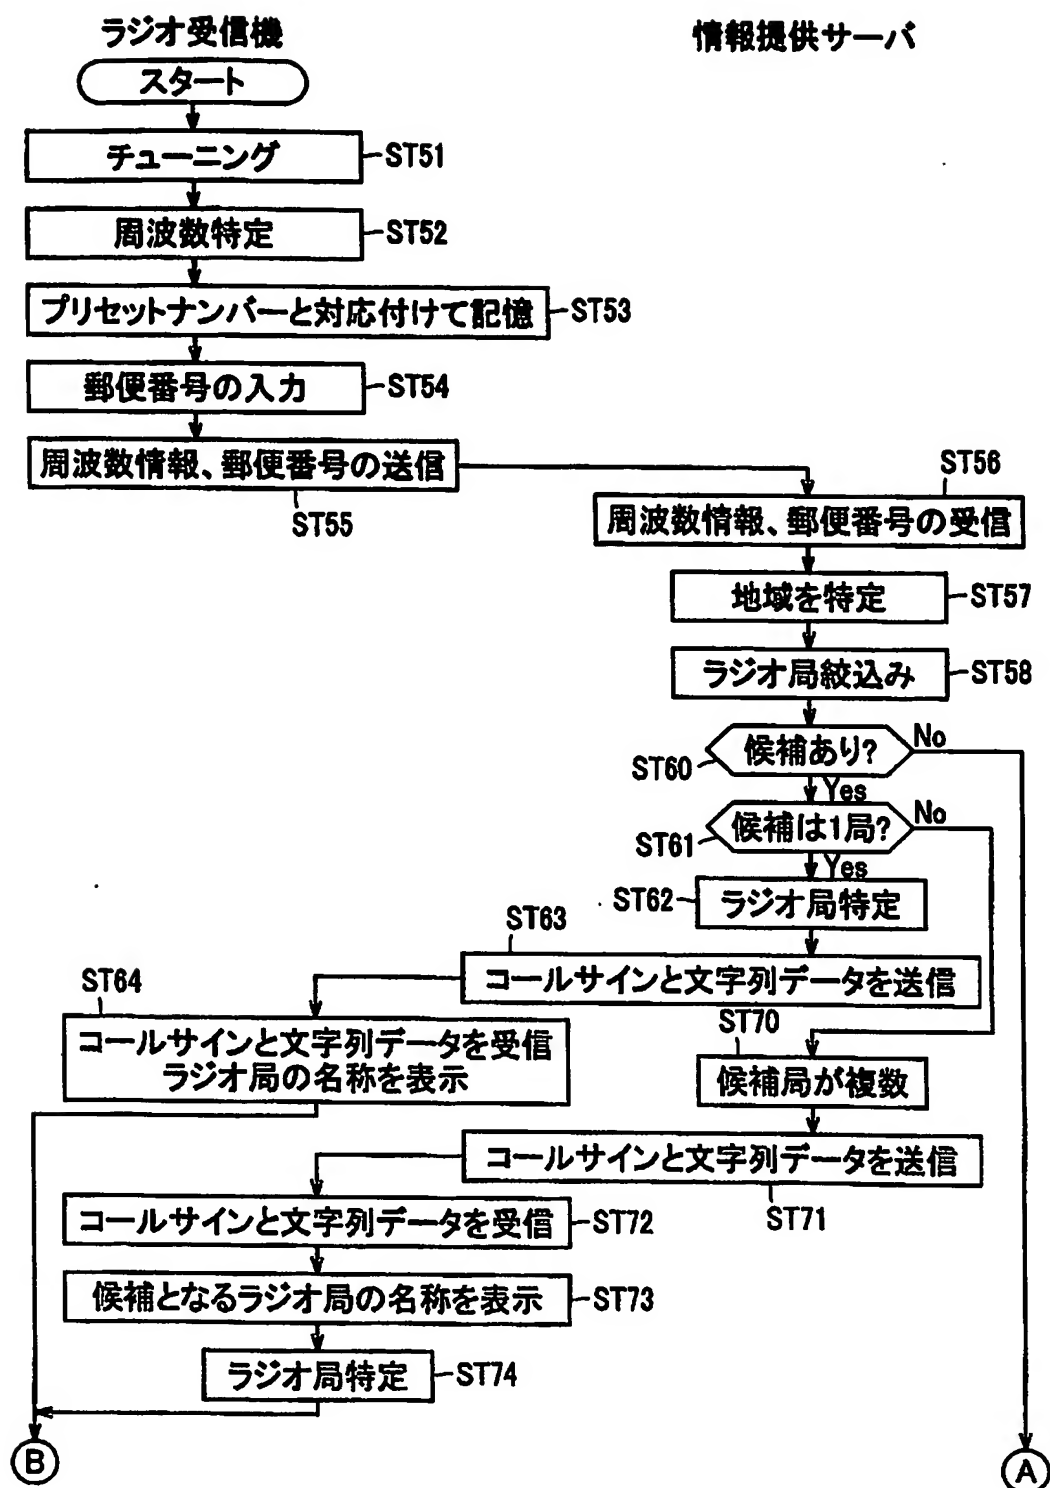 ラジオ受信機
情報提供サーバ
スタート
チューニング
ST51
周波数特定
ST52
プリセットナンバーと対応付けて記憶
ST53
郵便番号の入力
ST54
周波数情報、郵便番号の送信
ST55
ST56
周波数情報、郵便番号の受信
地域を特定
ST57
ラジオ局絞込み
ST58
候補あり?
No
ST60
Yes
候補は1局?
No
ST61
Yes
ST62
ラジオ局特定
ST63
コールサインと文字列データを送信
ST64
コールサインと文字列データを受信
ラジオ局の名称を表示
ST70
候補局が複数
コールサインと文字列データを送信
ST71
コールサインと文字列データを受信
ST72
候補となるラジオ局の名称を表示
ST73
ラジオ局特定
ST74
B
A